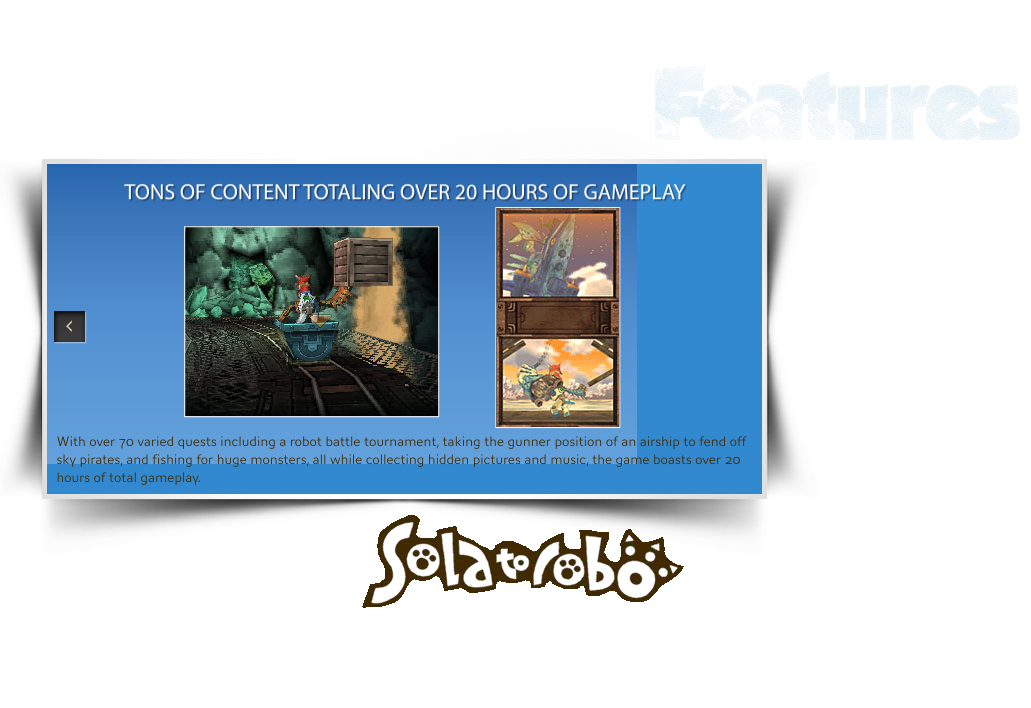 Features
TONS OF CONTENT TOTALING OVER 20 HOURS OF GAMEPLAY
With over 70 varied quests including a robot battle tournament, taking the gunner position of an airship to fend off
sky pirates, and fishing for huge monsters, all while collecting hidden pictures and music, the game boasts over 20
hours of total gameplay.
Solatorobo